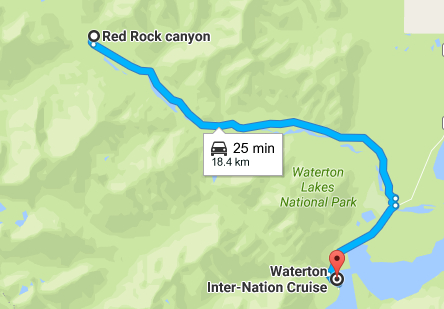 Red Rock canyon
25 min
18.4 km
Waterton
Lakes
National Park
Waterton
Inter-Nation Cruise